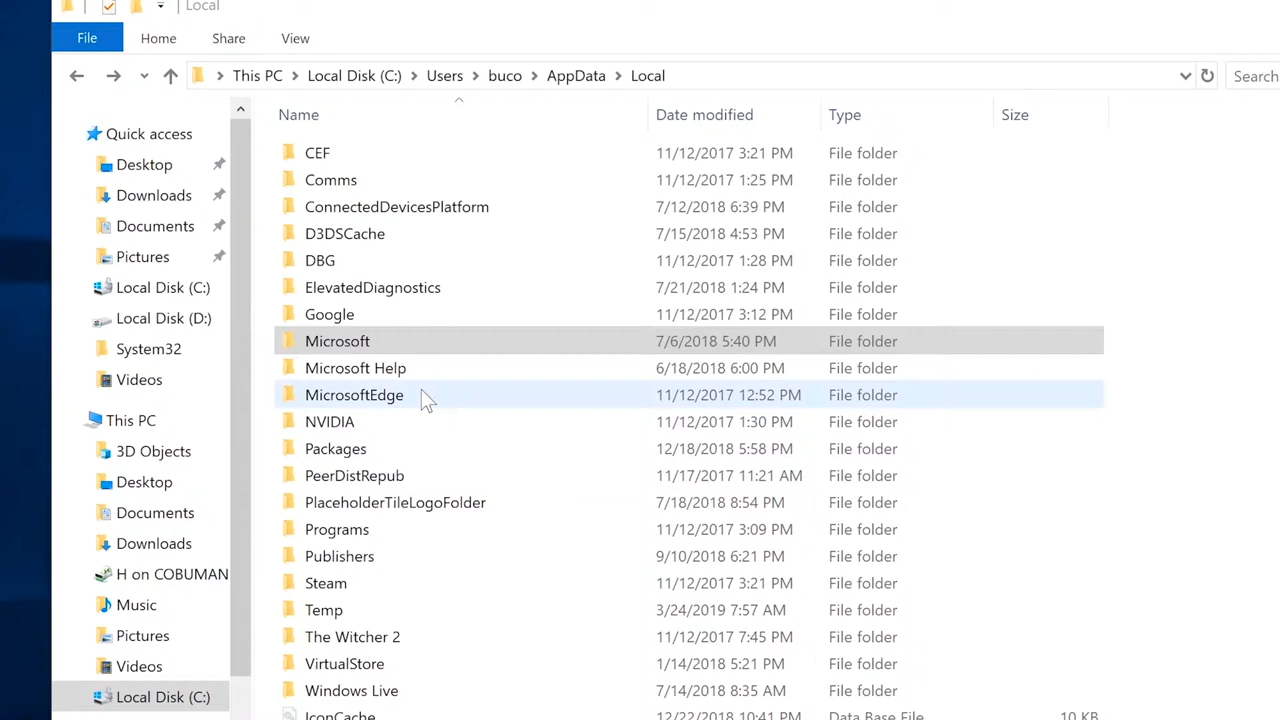 Local
File Home Share View
This PC Local Disk (C:) Users buco AppData Local Search
Name Date modified Type Size
Quick access
Desktop
Downloads
Documents
Pictures
Local Disk (C:)
Local Disk (D:)
System32
Videos
This PC
3D Objects
Desktop
Documents
Downloads
H on COBUMAN
Music
Pictures
Videos
Local Disk (C:)
CEF 11/12/2017 3:21 PM File folder
Comms 11/12/2017 1:25 PM File folder
ConnectedDevicesPlatform 7/12/2018 6:39 PM File folder
D3DSCache 7/15/2018 4:53 PM File folder
DBG 11/12/2017 1:28 PM File folder
ElevatedDiagnostics 7/21/2018 1:24 PM File folder
Google 11/12/2017 3:12 PM File folder
Microsoft 7/6/2018 5:40 PM File folder
Microsoft Help 6/18/2018 6:00 PM File folder
MicrosoftEdge 11/12/2017 12:52 PM File folder
NVIDIA 11/12/2017 1:30 PM File folder
Packages 12/18/2018 5:58 PM File folder
PeerDistRepub 11/17/2017 11:21 AM File folder
PlaceholderTileLogoFolder 7/18/2018 8:54 PM File folder
Programs 11/12/2017 3:09 PM File folder
Publishers 9/10/2018 6:21 PM File folder
Steam 11/12/2017 3:21 PM File folder
Temp 3/24/2019 7:57 AM File folder
The Witcher 2 11/12/2017 7:45 PM File folder
VirtualStore 1/14/2018 5:21 PM File folder
Windows Live 7/14/2018 8:35 AM File folder
IconCache 12/22/2018 10:41 PM Data Base File 10 KB